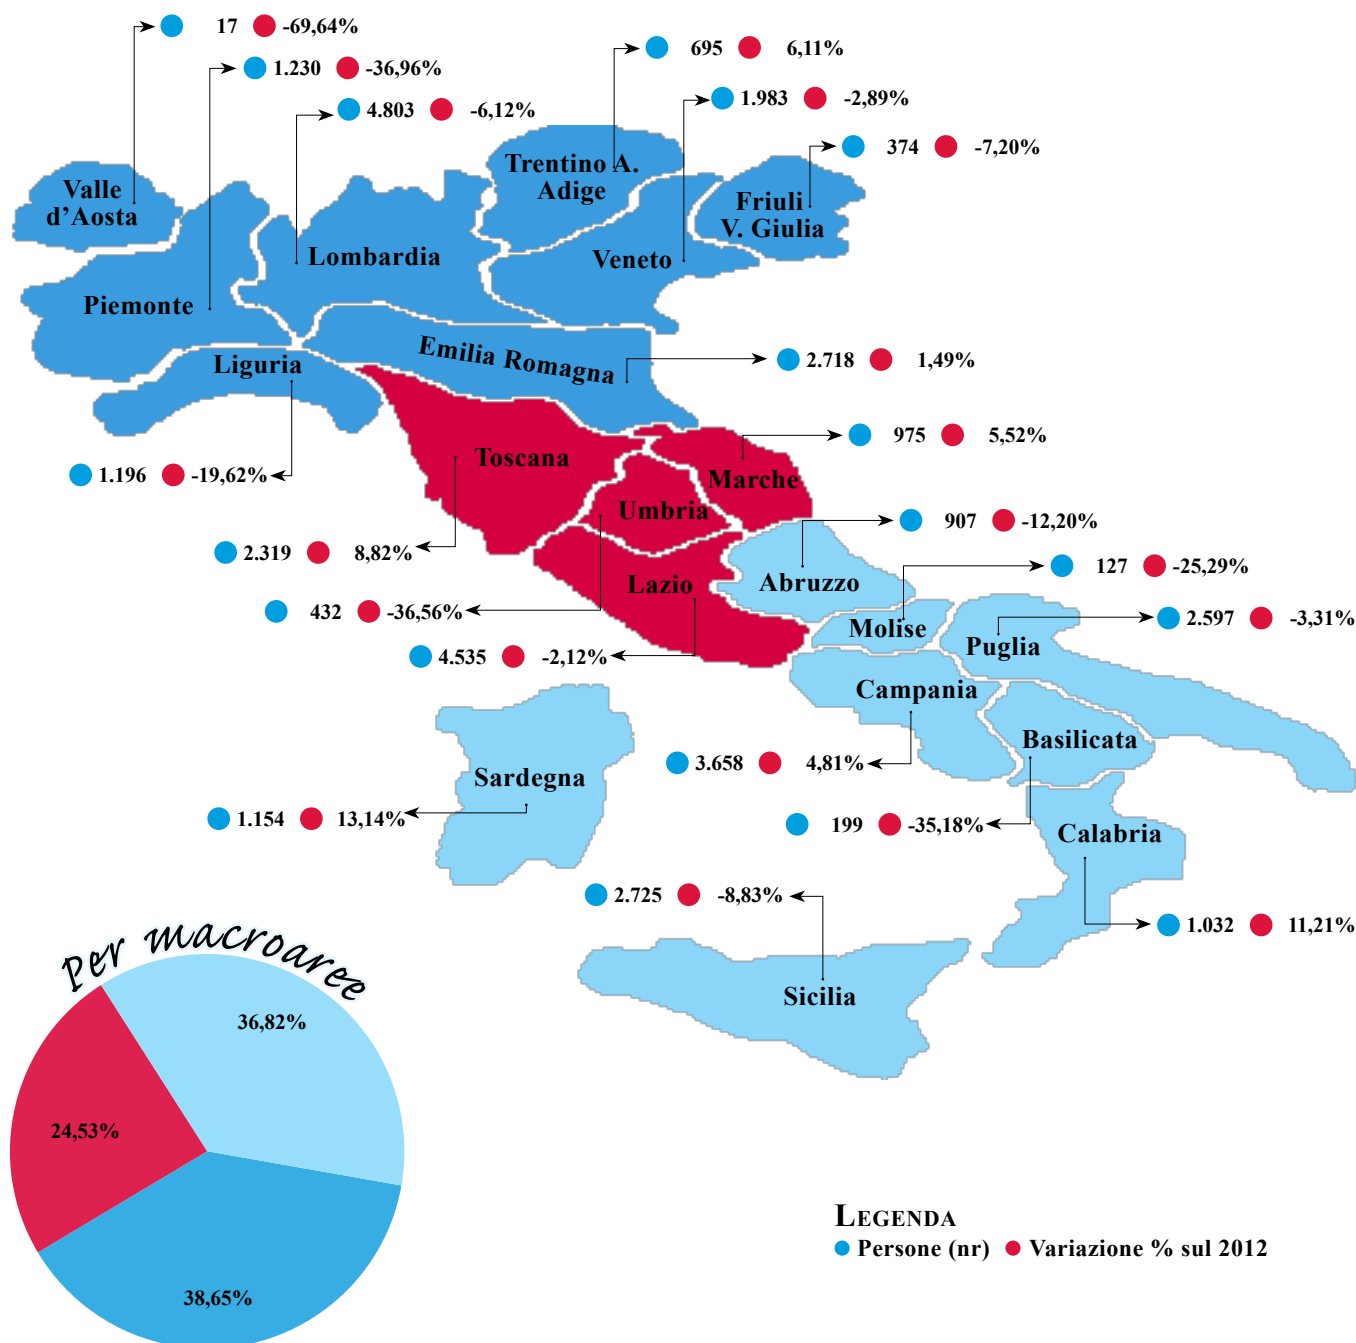 17 -69,64%
1.230 -36,96%
4.803 -6,12%
695 6,11%
1.983 -2,89%
374 -7,20%
Valle
d'Aosta
Trentino A.
Adige
Friuli
V. Giulia
Lombardia
Veneto
Piemonte
Liguria
Emilia Romagna
2.718 1,49%
975 5,52%
1.196 -19,62%
Toscana
Marche
Umbria
907 -12,20%
2.319 8,82%
Lazio
Abruzzo
127 -25,29%
432 -36,56%
Molise
Puglia
2.597 -3,31%
4.535 -2,12%
Campania
Basilicata
3.658 4,81%
Sardegna
1.154 13,14%
199 -35,18%
Calabria
2.725 -8,83%
1.032 11,21%
Sicilia
Per macroaree
36,82%
24,53%
38,65%
LEGENDA
Persone (nr) Variazione % sul 2012